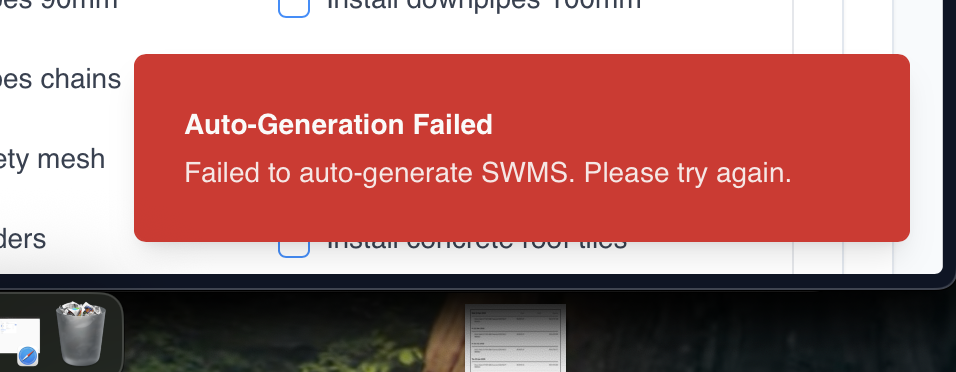 pes 90mm
Install downpipes 100mm
pes chains
Auto-Generation Failed
Failed to auto-generate SWMS. Please try again.
ety mesh
ders
Install concrete roof tiles